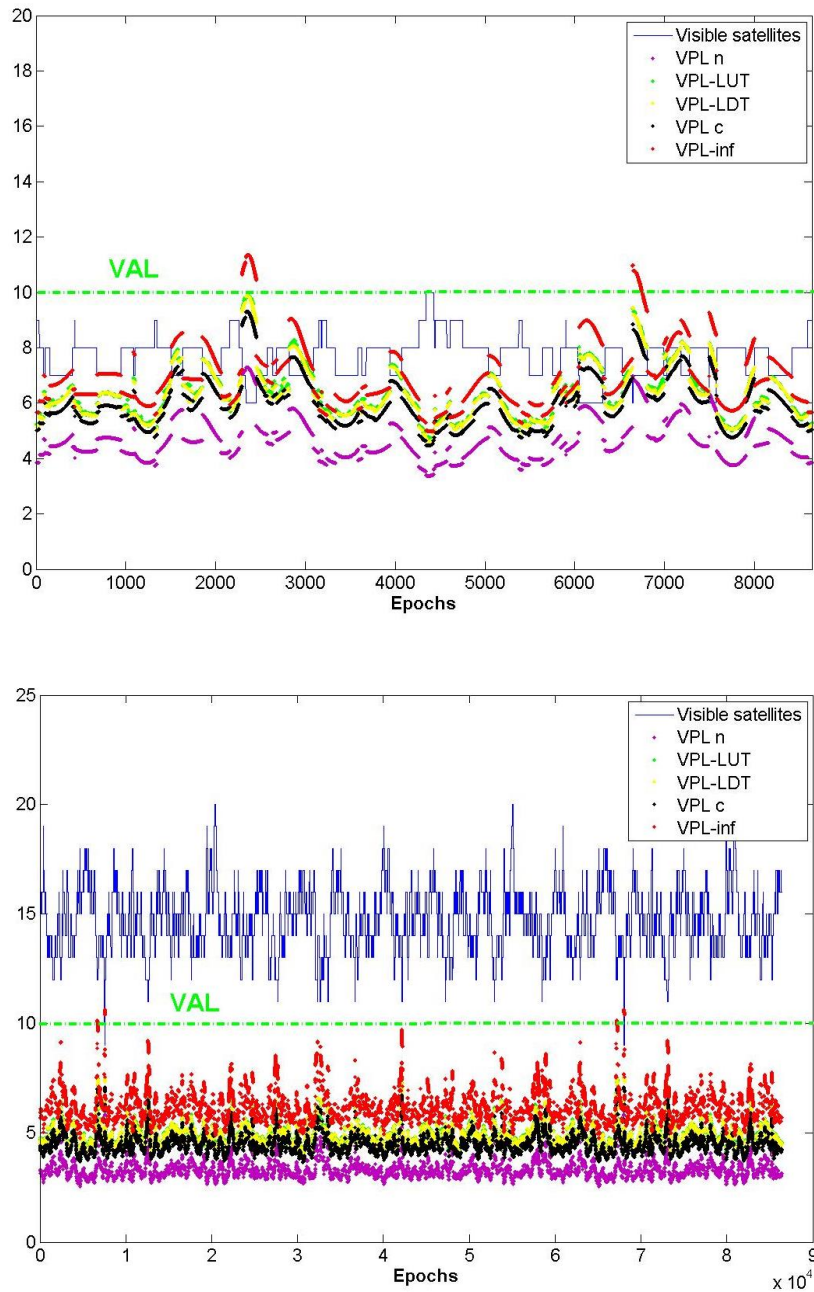 20
18
16
14
12
10
8
6
4
2
0
Visible satellites
VPL n
VPL-LUT
VPL-LDT
VPL c
VPL-inf
VAL
0 1000 2000 3000 4000 5000 6000 7000 8000
Epochs
25
20
15
10
5
0
Visible satellites
VPL n
VPL-LUT
VPL-LDT
VPL c
VPL-inf
VAL
0 1 2 3 4 5 6 7 8 9
Epochs
x 10^4